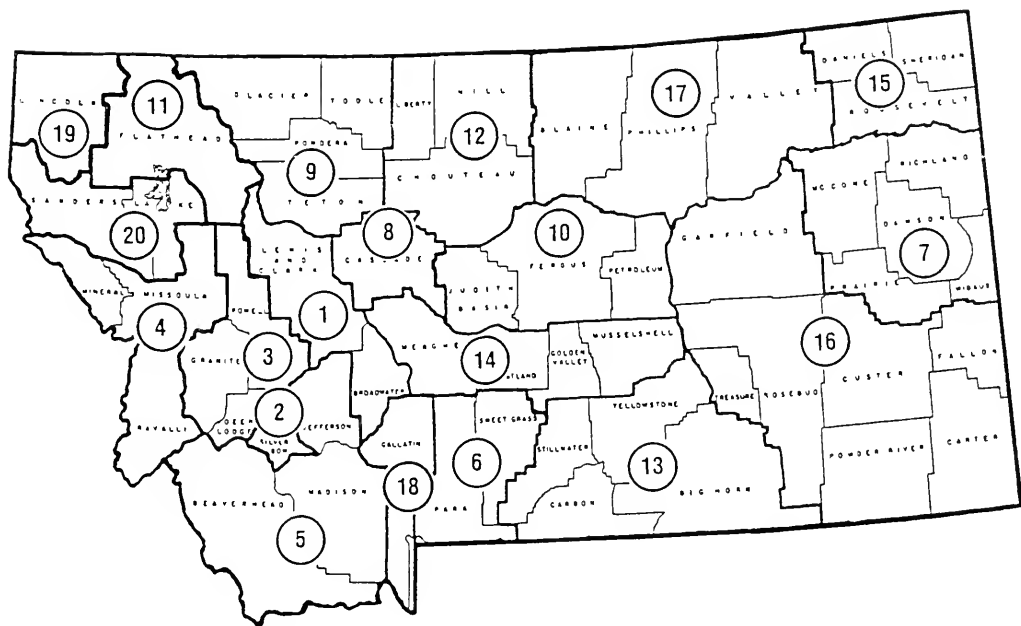 DANIELS
SHERIDAN
15
ROOSEVELT
LINCOLN
19
11
FLATHEAD
GLACIER
TOOLE
LIBERTY
HILL
12
BLAINE
17
PHILLIPS
VALLEY
PONDERA
9
TETON
CHOUTEAU
RICHLAND
MCCONE
DAWSON
7
SANDERS
LAKE
20
LEWIS
AND
CLARK
8
CASCADE
10
FERGUS
PETROLEUM
GARFIELD
PRAIRIE
WIBAUX
MINERAL
MISSOULA
4
POWELL
1
JUDITH
BASIN
GRANITE
3
MEAGHER
14
GOLDEN
VALLEY
MUSSELSHELL
16
CUSTER
FALLON
BROADWATER
TREASURE
ROSEBUD
RAVALLI
DEER
LODGE
2
SILVER
BOW
JEFFERSON
GALLATIN
SWEET GRASS
YELLOWSTONE
STILLWATER
6
13
POWDER RIVER
CARTER
BEAVERHEAD
MADISON
18
PARK
CARBON
BIG HORN
5